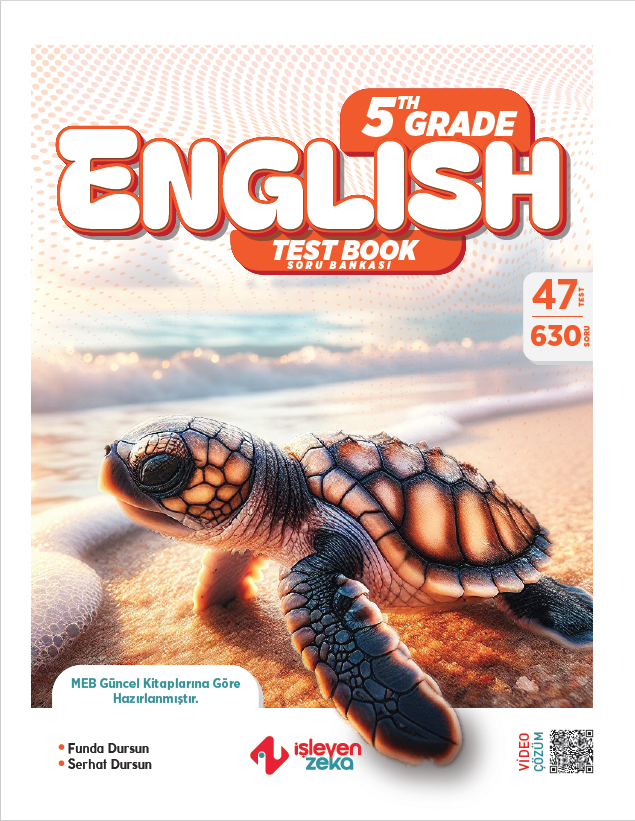 5TH GRADE
ENGLISH
TEST BOOK
SORU BANKASI
47 TEST
630 SORU
MEB Güncel Kitaplarına Göre
Hazırlanmıştır.
• Funda Dursun
• Serhat Dursun
işleyen
zeka
VİDEO
ÇÖZÜM